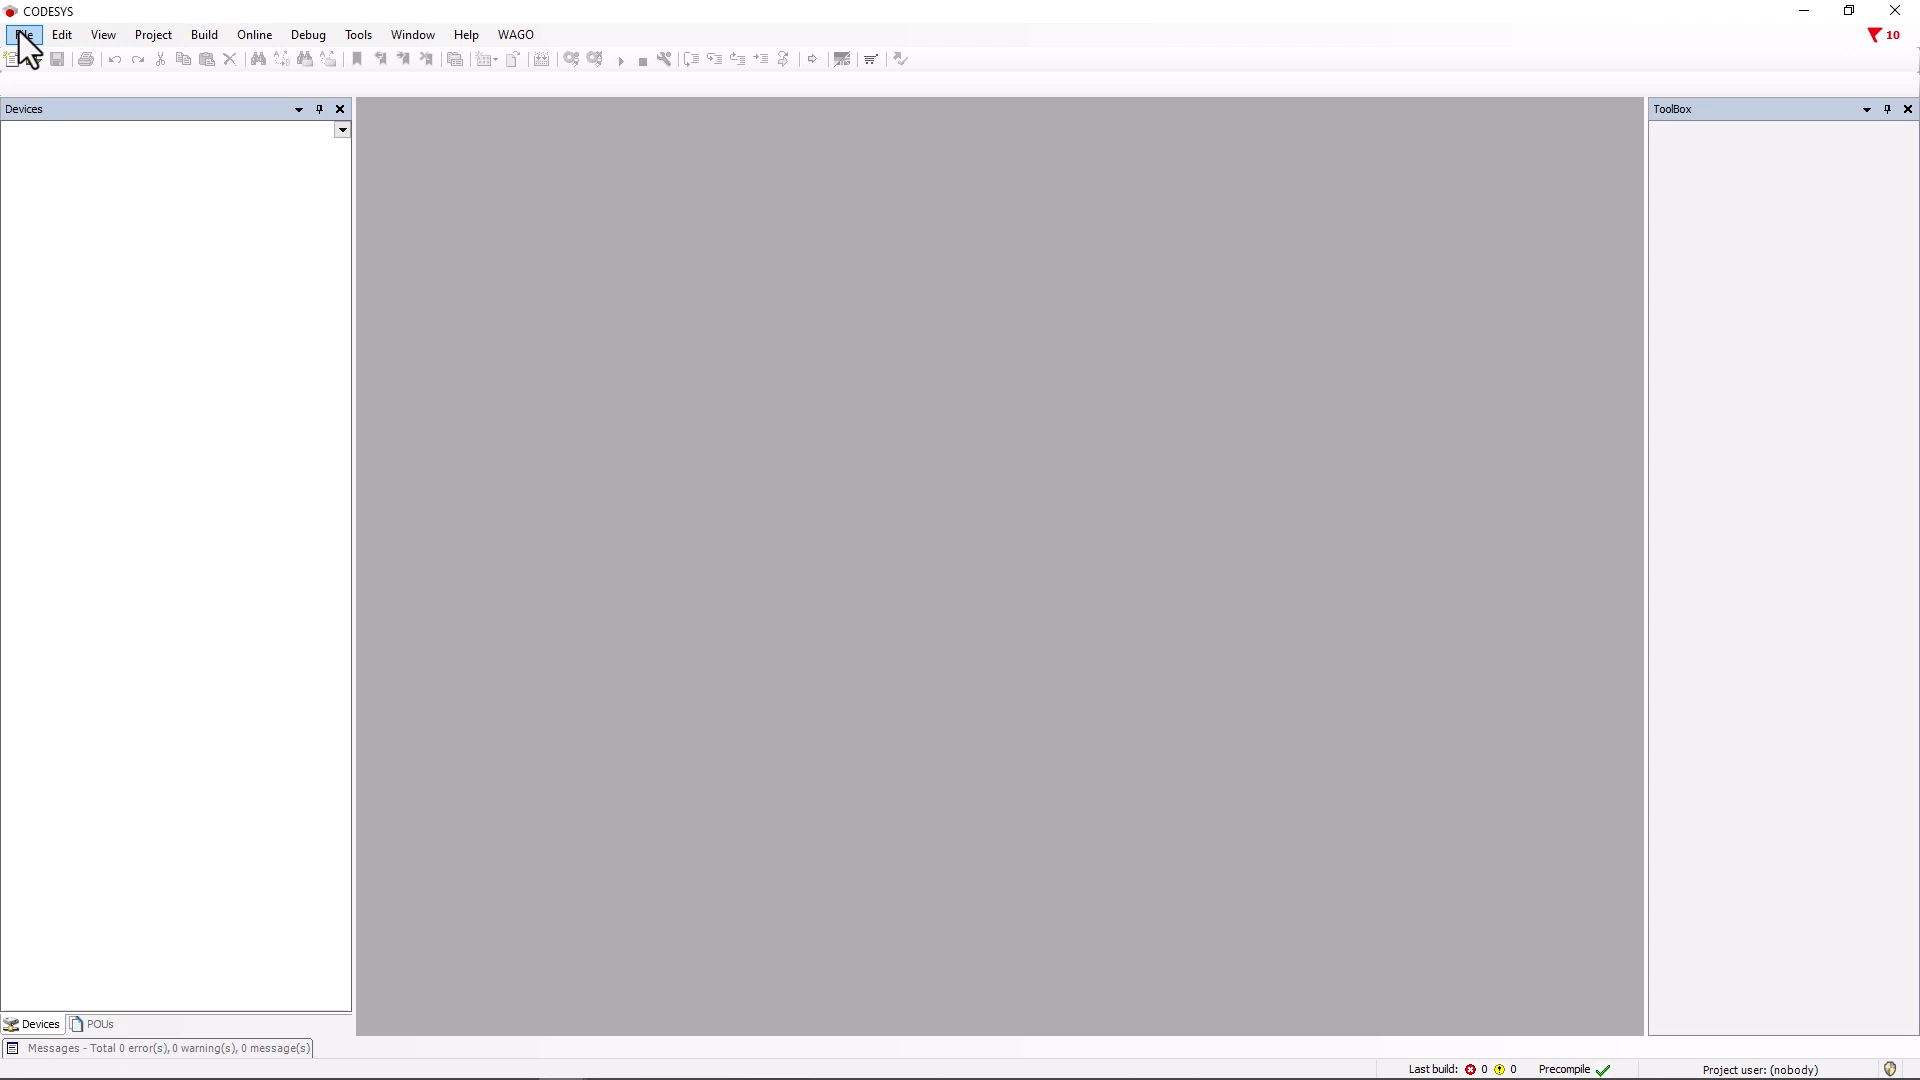 CODESYS
Edit View Project Build Online Debug Tools Window Help WAGO
10
Devices
ToolBox
Devices POUs
Messages - Total 0 error(s), 0 warning(s), 0 message(s)
Last build: 0 0 Precompile Project user: (nobody)